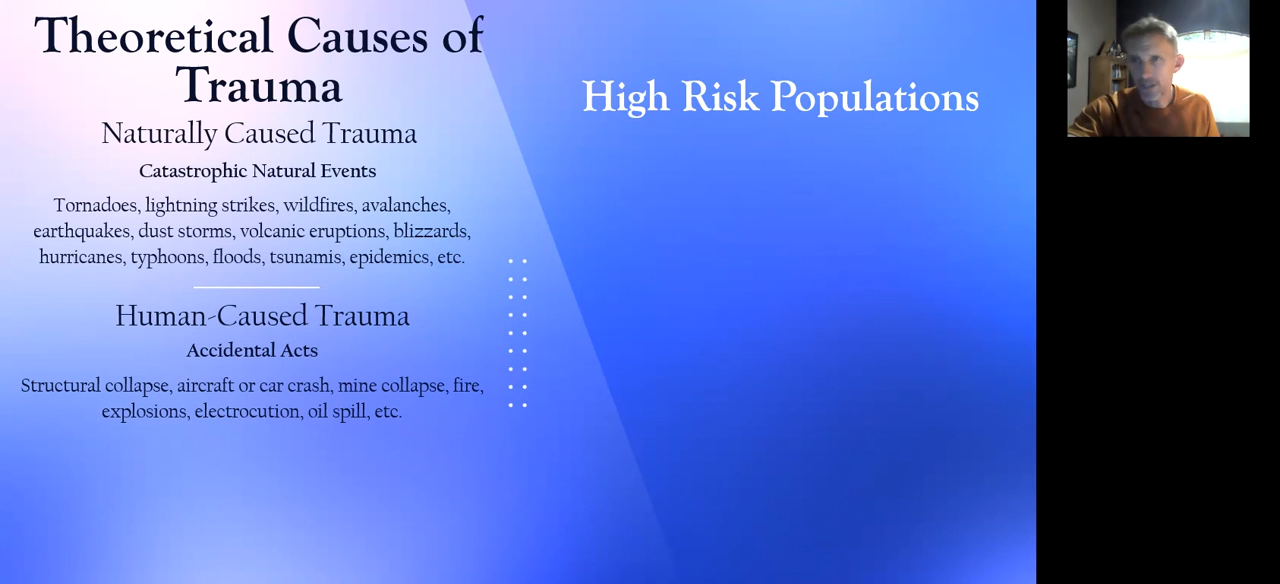 Theoretical Causes of
Trauma
Naturally Caused Trauma
Catastrophic Natural Events
Tornadoes, lightning strikes, wildfires, avalanches,
earthquakes, dust storms, volcanic eruptions, blizzards,
hurricanes, typhoons, floods, tsunamis, epidemics, etc.
Human-Caused Trauma
Accidental Acts
Structural collapse, aircraft or car crash, mine collapse, fire,
explosions, electrocution, oil spill, etc.
High Risk Populations